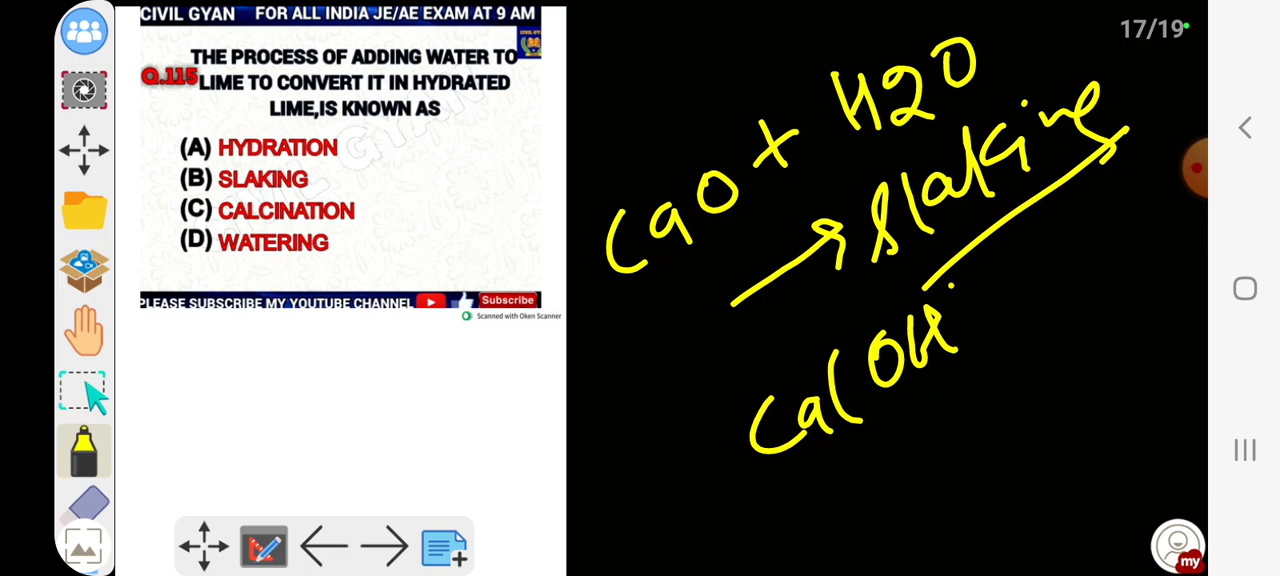 CIVIL GYAN FOR ALL INDIA JE/AE EXAM AT 9 AM
THE PROCESS OF ADDING WATER TO
Q.115 LIME TO CONVERT IT IN HYDRATED
LIME,IS KNOWN AS
(A) HYDRATION
(B) SLAKING
(C) CALCINATION
(D) WATERING
PLEASE SUBSCRIBE MY YOUTUBE CHANNEL Subscribe
Scanned with Oken Scanner
17/19
CaO + H2O
→ Slaking
Ca(OH
my